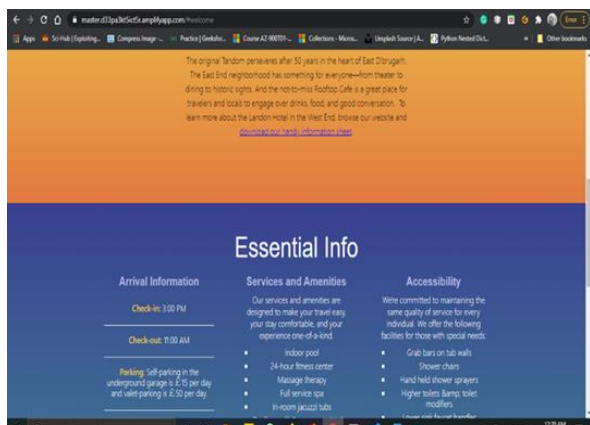 master.d33pa3kt5ict5r.amplifyapp.com/#welcome
Error
Apps Sci-Hub | Exploring... Compress Image -... Practice | Geeksfor... Course AZ-900T01-... Collections - Micros... Unsplash Source | A... Python Nested Dict... » Other bookmarks
The original Tandom perseveres after 50 years in the heart of East Dibrugarh.
The East End neighborhood has something for everyone—from theater to
dining to historic sights. And the not-to-miss Rooftop Cafe is a great place for
travelers and locals to engage over drinks, food, and good conversation. To
learn more about the Landon Hotel in the West End, browse our website and
download our handy information sheet.
Essential Info
Arrival Information
Check-in: 3:00 PM
Check-out: 11:00 AM
Parking: Self-parking in the
underground garage is £15 per day
and valet-parking is £50 per day.
Services and Amenities
Our services and amenities are
designed to make your travel easy,
your stay comfortable, and your
experience one-of-a-kind.
Indoor pool
24-hour fitness center
Massage therapy
Full service spa
In-room jacuzzi tubs
Accessibility
We're committed to maintaining the
same quality of service for every
individual. We offer the following
facilities for those with special needs:
Grab bars on tub walls
Shower chairs
Hand held shower sprayers
Higher toilets &amp; toilet
modifiers
Lower sink faucet handles